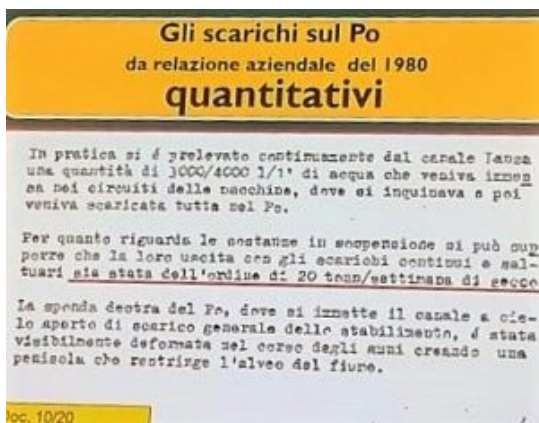 Gli scarichi sul Po
da relazione aziendale del 1980
quantitativi
In pratica si é prelevato continuamente dal canale Lanza
una quantità di 3000/4000 l/1' di acqua che veniva immes
sa nei circuiti delle macchine, dove si inquinava e poi
veniva scaricata tutta nel Po.
Per quanto riguarda le sostanze in sospensione si può sup
porre che la loro uscita con gli scarichi continui e sal-
tuari sia stata dell'ordine di 20 tonn/settimana di secco
La sponda destra del Po, dove si immette il canale a cie-
lo aperto di scarico generale dello stabilimento, é stata
visibilmente deformata nel corso degli anni creando una
penisola che restringe l'alveo del fiume.
Doc. 10/20